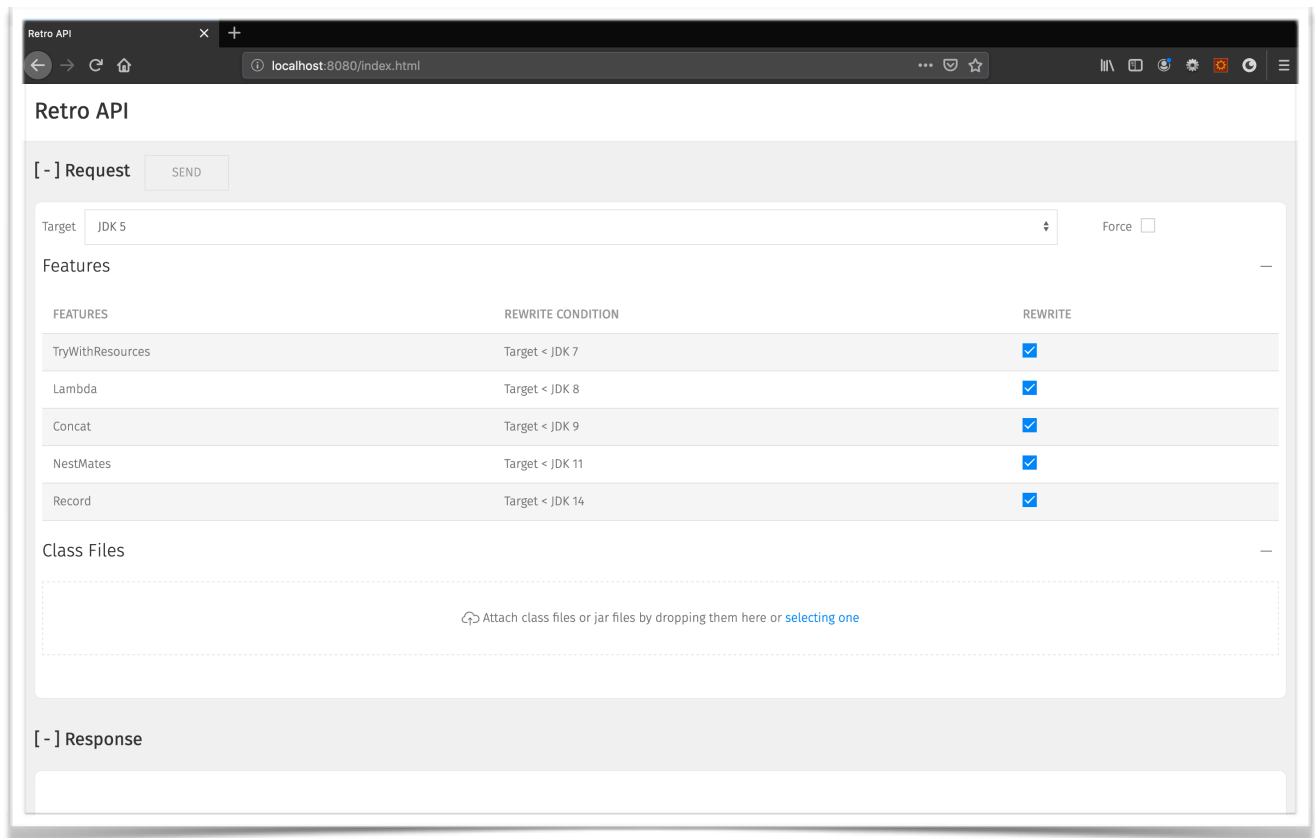 Retro API
localhost:8080/index.html
Retro API
[ - ] Request SEND
Target JDK 5 Force
Features
FEATURES REWRITE CONDITION REWRITE
TryWithResources Target < JDK 7
Lambda Target < JDK 8
Concat Target < JDK 9
NestMates Target < JDK 11
Record Target < JDK 14
Class Files
Attach class files or jar files by dropping them here or selecting one
[ - ] Response